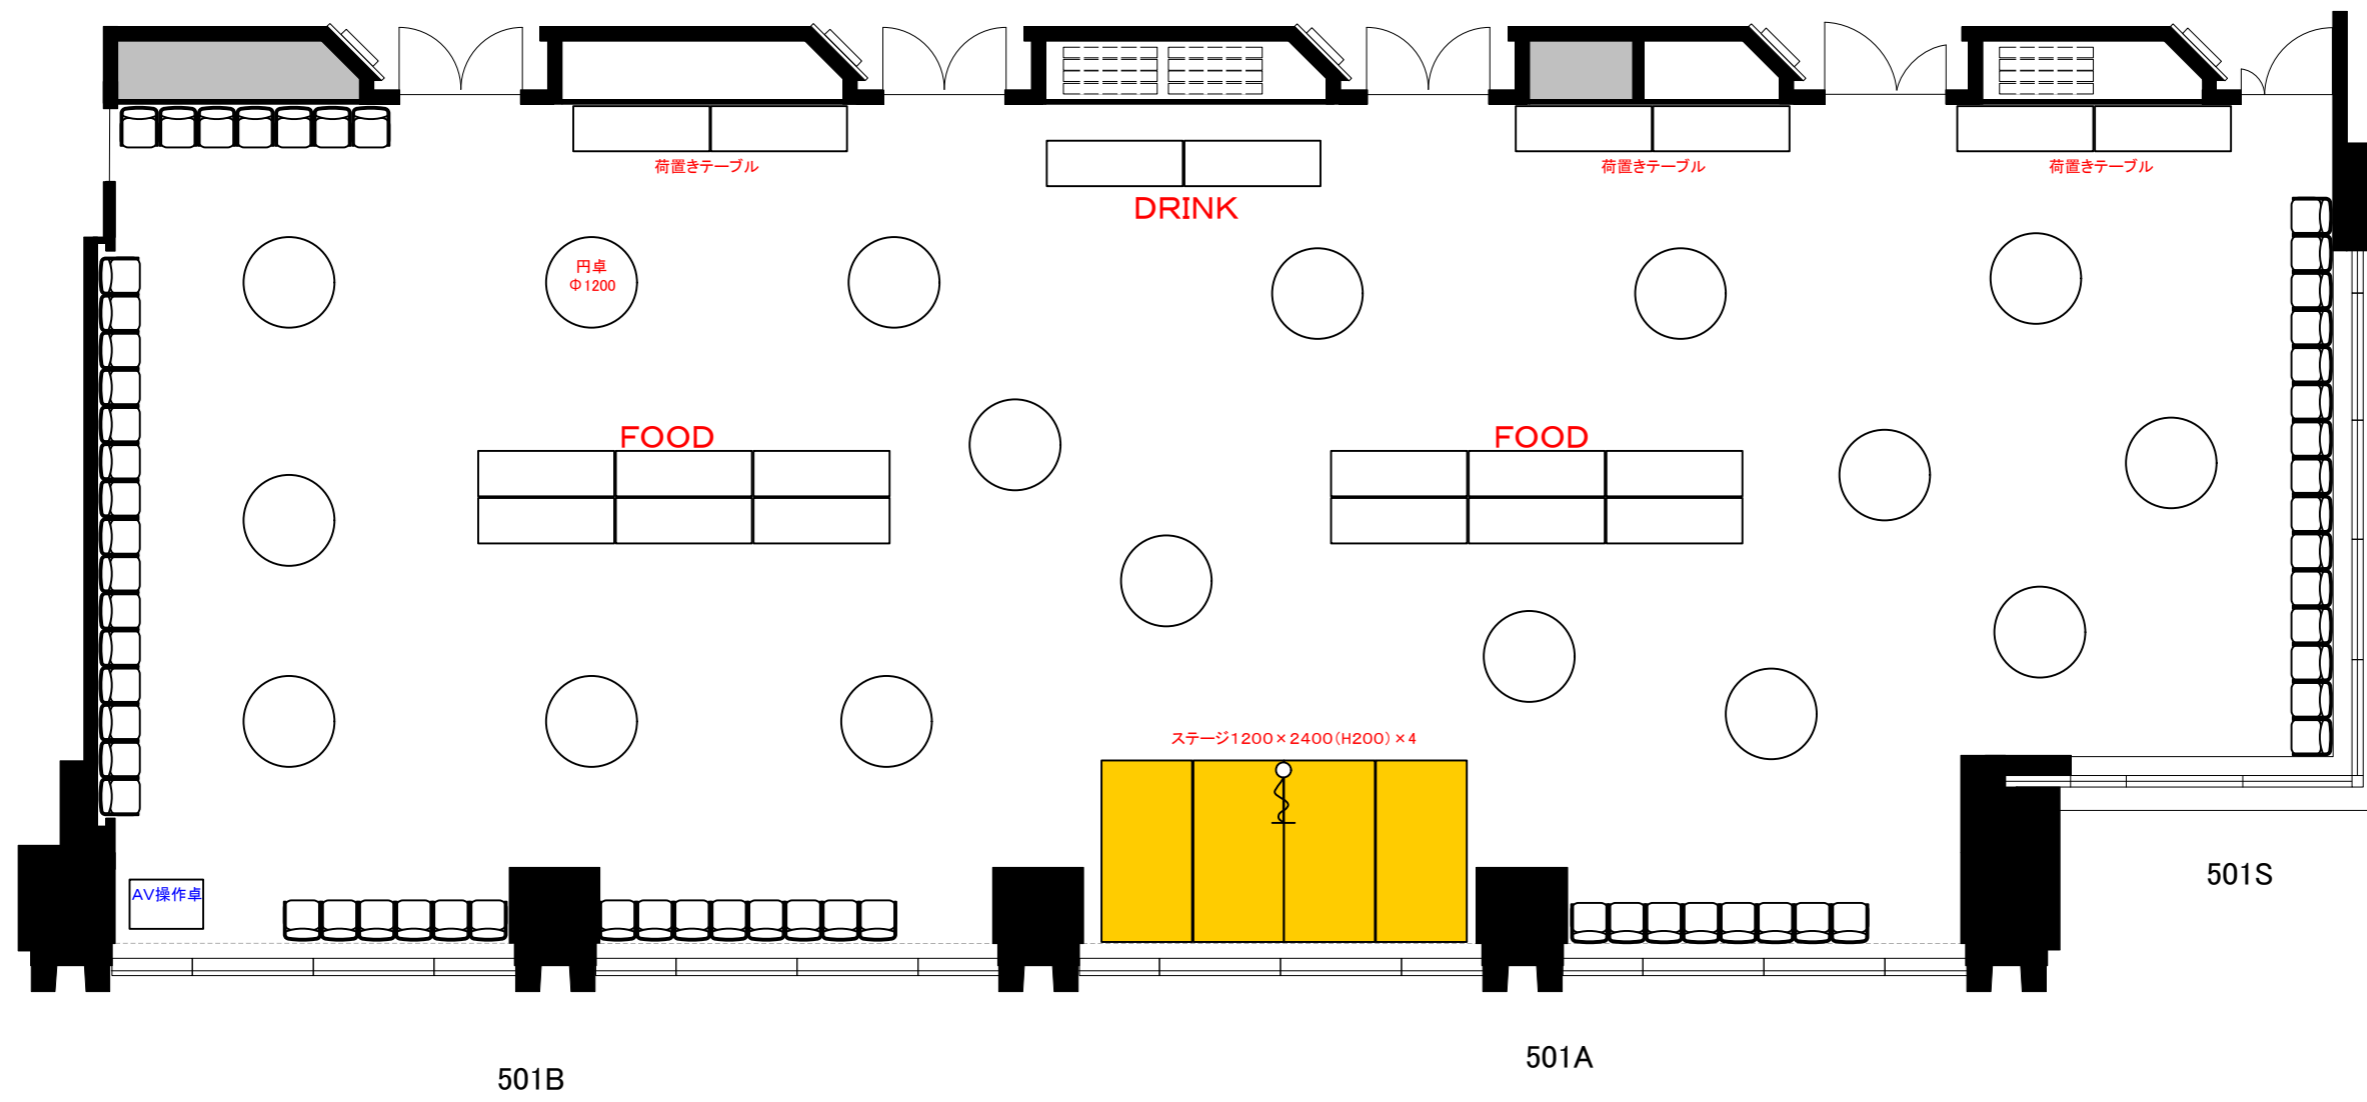 荷置きテーブル
荷置きテーブル
荷置きテーブル
DRINK
円卓
Φ1200
FOOD
FOOD
ステージ1200×2400(H200)×4
AV操作卓
501S
501A
501B